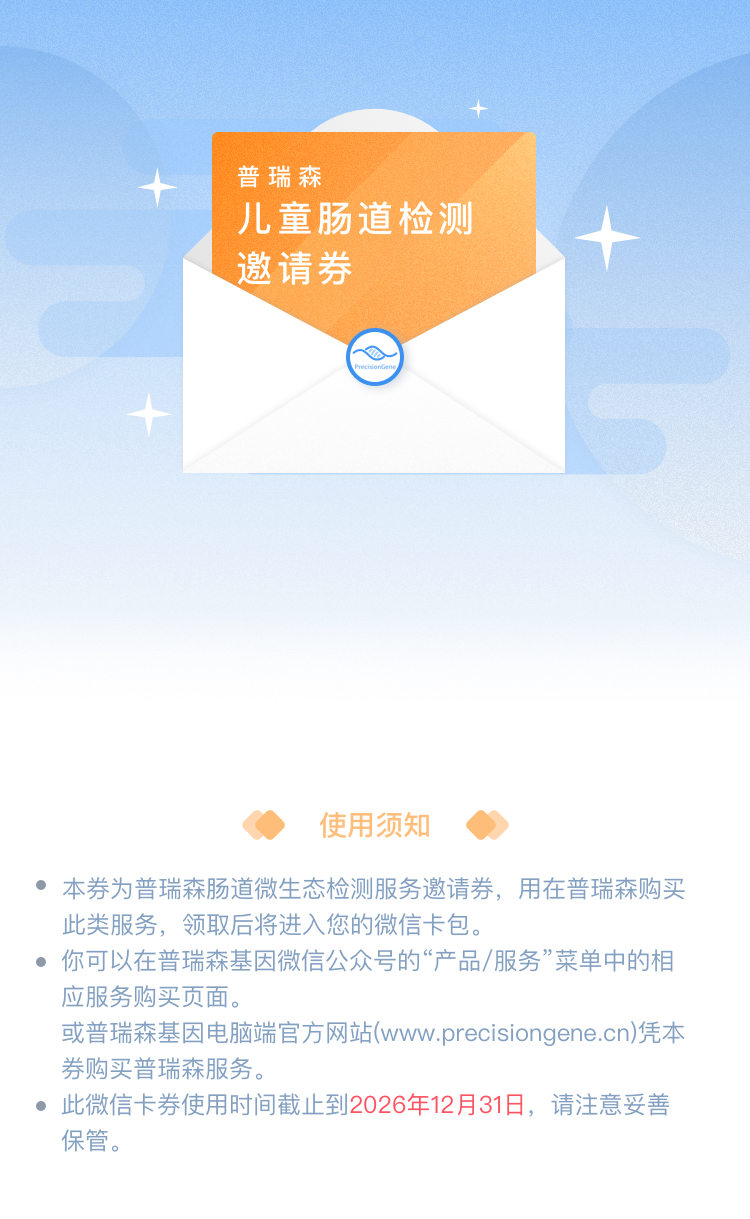 普瑞森
儿童肠道检测
邀请券
PrecisionGene
使用须知
本券为普瑞森肠道微生态检测服务邀请券，用在普瑞森购买
此类服务，领取后将进入您的微信卡包。
你可以在普瑞森基因微信公众号的“产品/服务”菜单中的相
应服务购买页面。
或普瑞森基因电脑端官方网站(www.precisiongene.cn)凭本
券购买普瑞森服务。
此微信卡券使用时间截止到2026年12月31日，请注意妥善
保管。